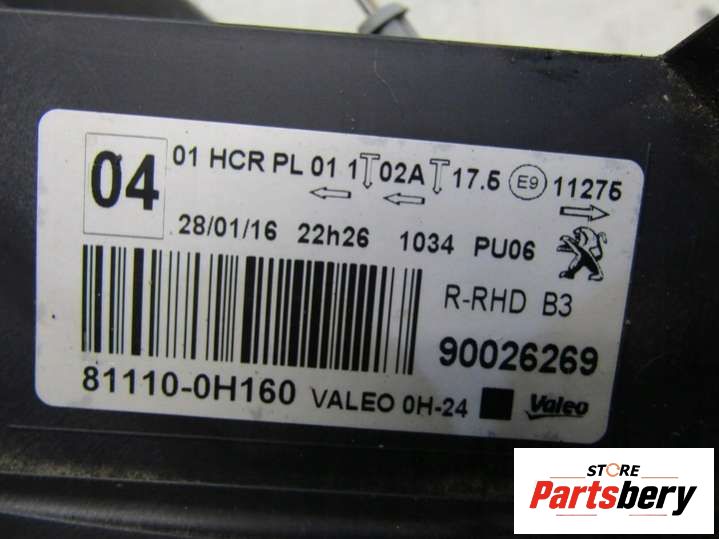 04
01 HCR PL 01 1 02A 17.5 E9 11275
28/01/16 22h26 1034 PU06
R-RHD B3
90026269
81110-0H160 VALEO 0H-24 Valeo
STORE
Partsbery